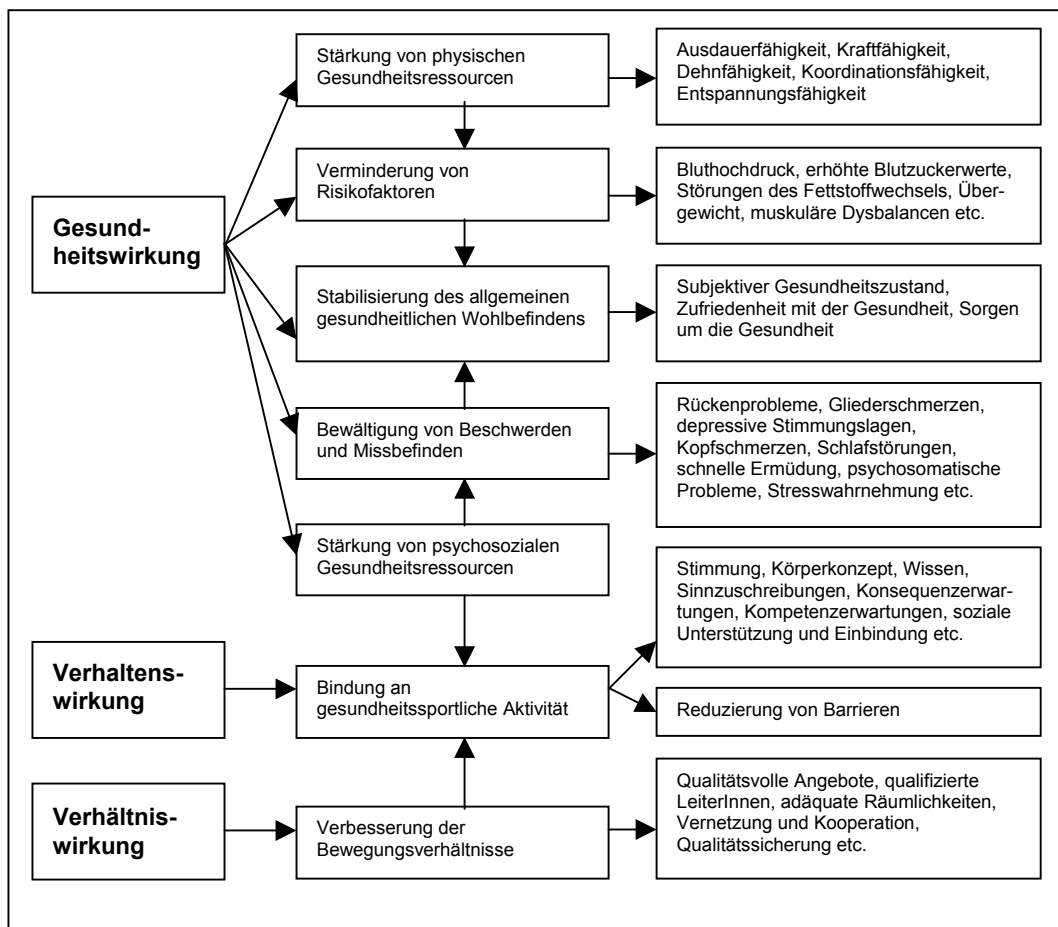 Stärkung von physischen
Gesundheitsressourcen
Ausdauerfähigkeit, Kraftfähigkeit,
Dehnfähigkeit, Koordinationsfähigkeit,
Entspannungsfähigkeit
Verminderung von
Risikofaktoren
Bluthochdruck, erhöhte Blutzuckerwerte,
Störungen des Fettstoffwechsels, Über-
gewicht, muskuläre Dysbalancen etc.
Gesund-
heitswirkung
Stabilisierung des allgemeinen
gesundheitlichen Wohlbefindens
Subjektiver Gesundheitszustand,
Zufriedenheit mit der Gesundheit, Sorgen
um die Gesundheit
Bewältigung von Beschwerden
und Missbefinden
Rückenprobleme, Gliederschmerzen,
depressive Stimmungslagen,
Kopfschmerzen, Schlafstörungen,
schnelle Ermüdung, psychosomatische
Probleme, Stresswahrnehmung etc.
Stärkung von psychosozialen
Gesundheitsressourcen
Stimmung, Körperkonzept, Wissen,
Sinnzuschreibungen, Konsequenzerwar-
tungen, Kompetenzerwartungen, soziale
Unterstützung und Einbindung etc.
Verhaltens-
wirkung
Bindung an
gesundheitssportliche Aktivität
Reduzierung von Barrieren
Verhältnis-
wirkung
Verbesserung der
Bewegungsverhältnisse
Qualitätsvolle Angebote, qualifizierte
LeiterInnen, adäquate Räumlichkeiten,
Vernetzung und Kooperation,
Qualitätssicherung etc.